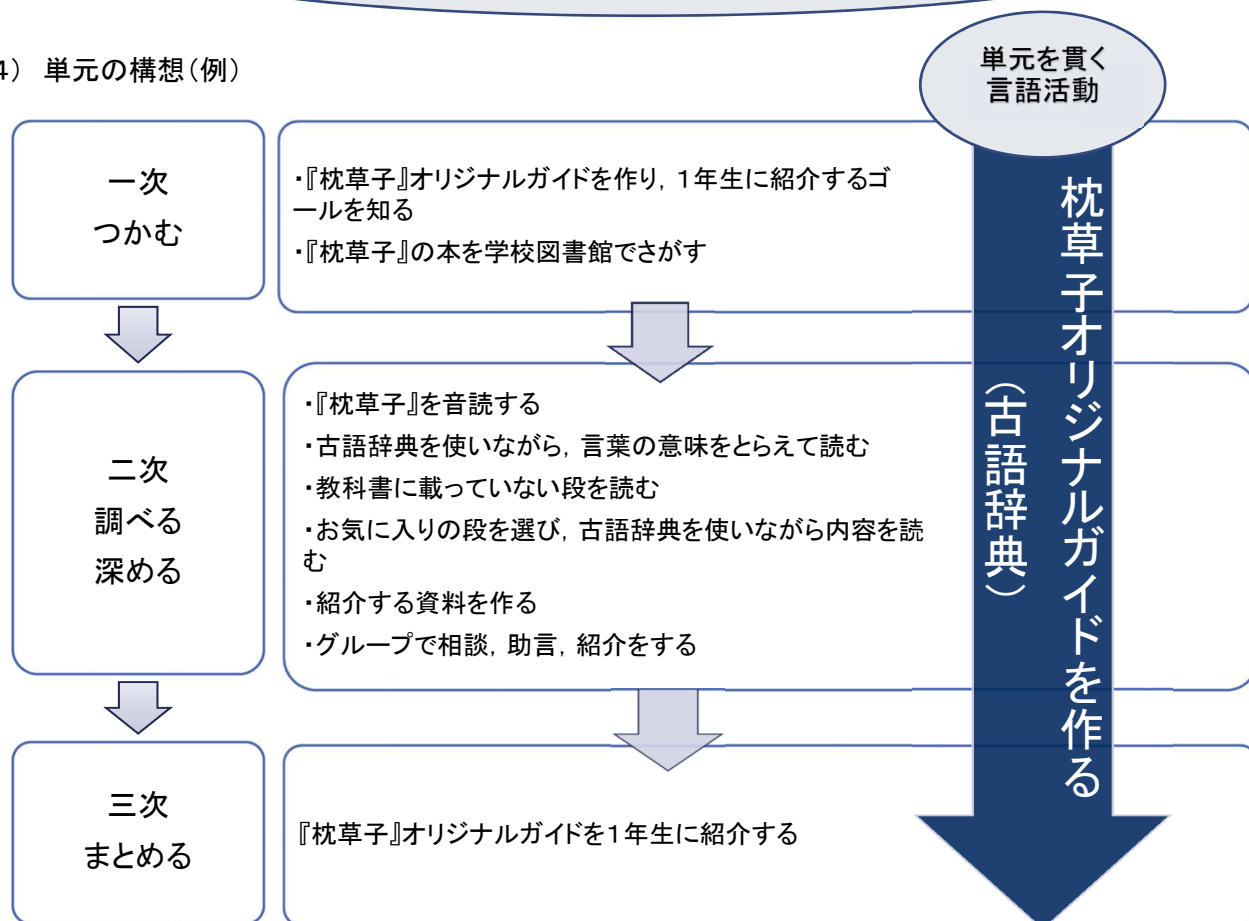 4） 単元の構想（例）
単元を貫く
言語活動
一次
つかむ
・『枕草子』オリジナルガイドを作り，1年生に紹介するゴ
ールを知る
・『枕草子』の本を学校図書館でさがす
二次
調べる
深める
・『枕草子』を音読する
・古語辞典を使いながら，言葉の意味をとらえて読む
・教科書に載っていない段を読む
・お気に入りの段を選び，古語辞典を使いながら内容を読
む
・紹介する資料を作る
・グループで相談，助言，紹介をする
三次
まとめる
『枕草子』オリジナルガイドを1年生に紹介する
枕草子オリジナルガイドを作る
（古語辞典）